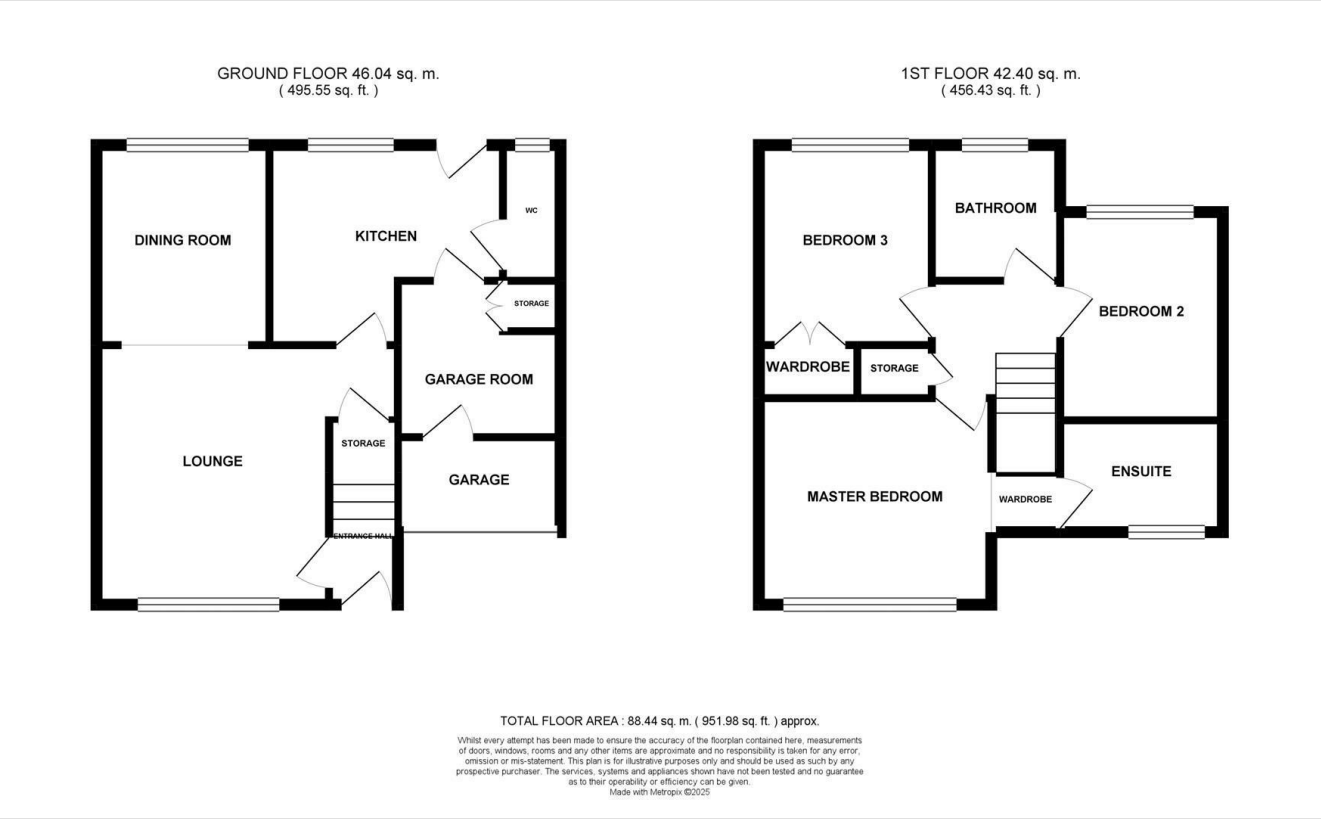 GROUND FLOOR 46.04 sq. m.
( 495.55 sq. ft. )
DINING ROOM
KITCHEN
WC
STORAGE
GARAGE ROOM
STORAGE
LOUNGE
GARAGE
ENTRANCE HALL
1ST FLOOR 42.40 sq. m.
( 456.43 sq. ft. )
BATHROOM
BEDROOM 3
BEDROOM 2
WARDROBE
STORAGE
ENSUITE
MASTER BEDROOM
WARDROBE
TOTAL FLOOR AREA : 88.44 sq. m. ( 951.98 sq. ft. ) approx.
Whilst every attempt has been made to ensure the accuracy of the floorplan contained here, measurements
of doors, windows, rooms and any other items are approximate and no responsibility is taken for any error,
omission or mis-statement. This plan is for illustrative purposes only and should be used as such by any
prospective purchaser. The services, systems and appliances shown have not been tested and no guarantee
as to their operability or efficiency can be given.
Made with Metropix ©2025